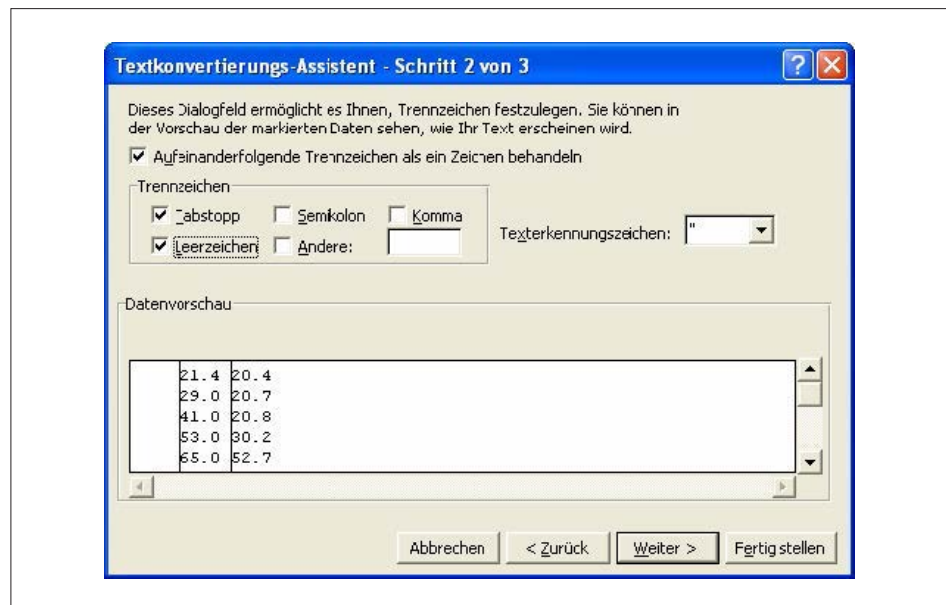 Textkonvertierungs-Assistent - Schritt 2 von 3
Dieses Dialogfeld ermöglicht es Ihnen, Trennzeichen festzulegen. Sie können in
der Vorschau der markierten Daten sehen, wie Ihr Text erscheinen wird.
Aufeinanderfolgende Trennzeichen als ein Zeichen behandeln
Trennzeichen
Tabstopp Semikolon Komma
Leerzeichen Andere:
Texterkennungszeichen: "
Datenvorschau
21.4 20.4
29.0 20.7
41.0 20.8
53.0 30.2
65.0 52.7
Abbrechen < Zurück Weiter > Fertig stellen